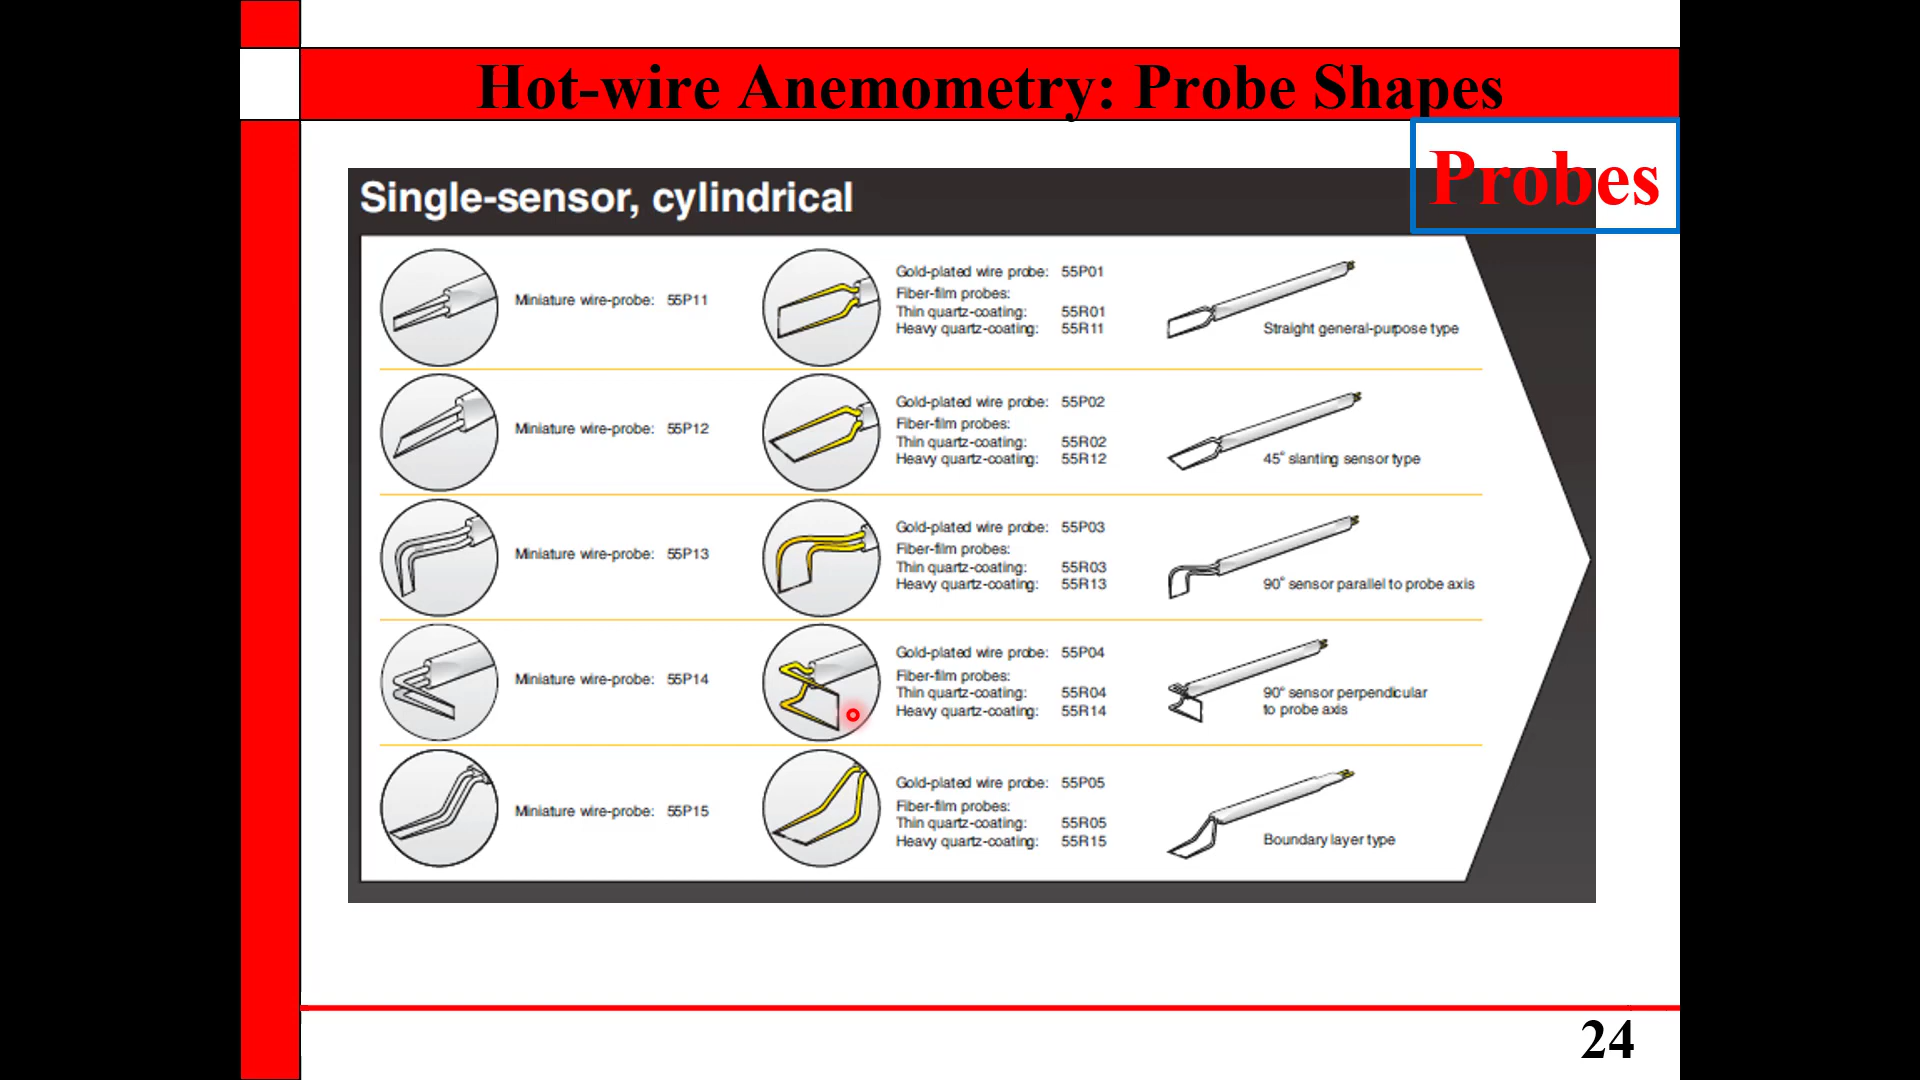 Hot-wire Anemometry: Probe Shapes
Probes
Single-sensor, cylindrical
Miniature wire-probe: 55P11
Gold-plated wire probe: 55P01
Fiber-film probes:
Thin quartz-coating: 55R01
Heavy quartz-coating: 55R11
Straight general-purpose type
Miniature wire-probe: 55P12
Gold-plated wire probe: 55P02
Fiber-film probes:
Thin quartz-coating: 55R02
Heavy quartz-coating: 55R12
45° slanting sensor type
Miniature wire-probe: 55P13
Gold-plated wire probe: 55P03
Fiber-film probes:
Thin quartz-coating: 55R03
Heavy quartz-coating: 55R13
90° sensor parallel to probe axis
Miniature wire-probe: 55P14
Gold-plated wire probe: 55P04
Fiber-film probes:
Thin quartz-coating: 55R04
Heavy quartz-coating: 55R14
90° sensor perpendicular
to probe axis
Miniature wire-probe: 55P15
Gold-plated wire probe: 55P05
Fiber-film probes:
Thin quartz-coating: 55R05
Heavy quartz-coating: 55R15
Boundary layer type
24